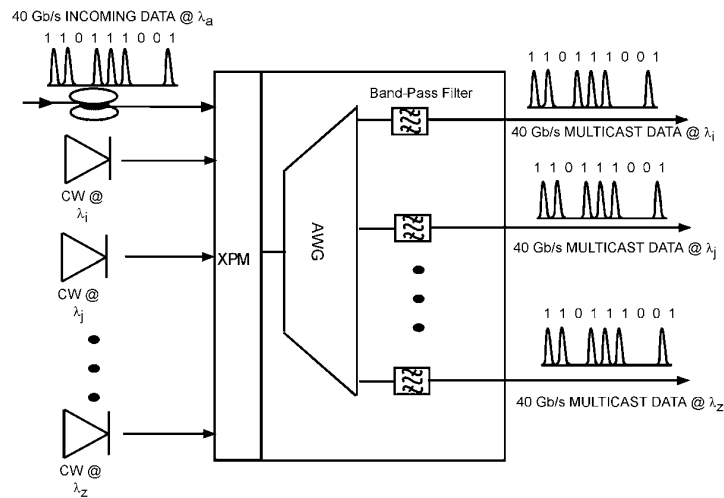 40 Gb/s INCOMING DATA @ λa
1 1 0 1 1 1 0 0 1
CW @
λi
CW @
λj
CW @
λz
XPM
AWG
Band-Pass Filter
1 1 0 1 1 1 0 0 1
40 Gb/s MULTICAST DATA @ λi
1 1 0 1 1 1 0 0 1
40 Gb/s MULTICAST DATA @ λj
1 1 0 1 1 1 0 0 1
40 Gb/s MULTICAST DATA @ λz